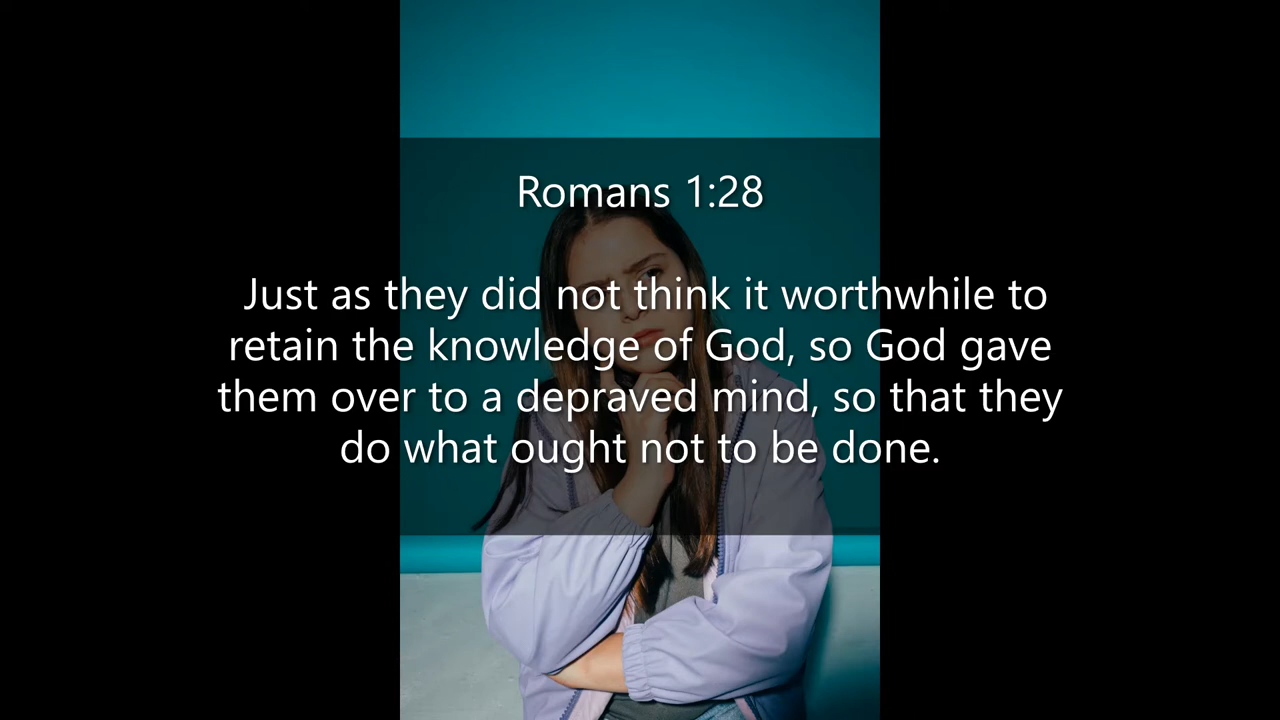 Romans 1:28
Just as they did not think it worthwhile to
retain the knowledge of God, so God gave
them over to a depraved mind, so that they
do what ought not to be done.